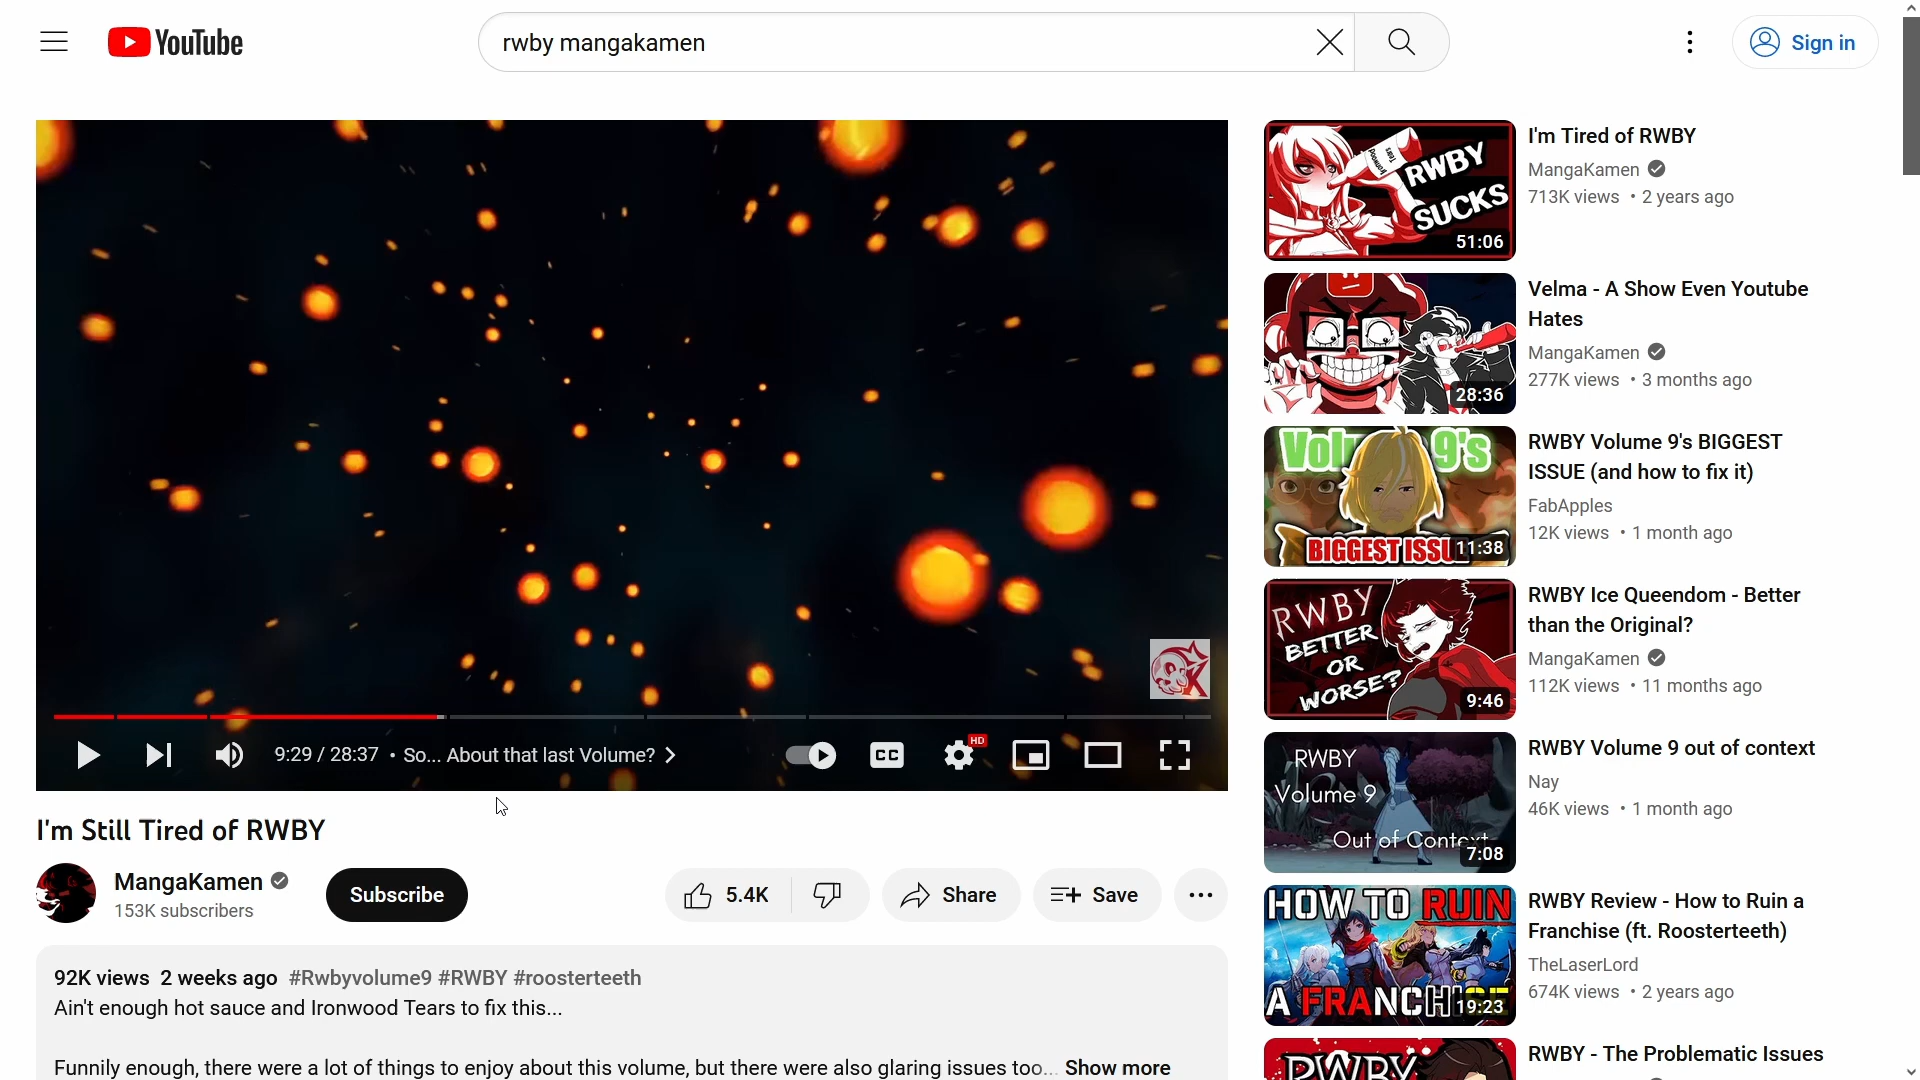 YouTube
rwby mangakamen
Sign in
HD
9:29 / 28:37 • So... About that last Volume?
CC
I'm Still Tired of RWBY
MangaKamen
153K subscribers
Subscribe
5.4K
Share
Save
92K views 2 weeks ago #Rwbyvolume9 #RWBY #roosterteeth
Ain't enough hot sauce and Ironwood Tears to fix this...
Funnily enough, there were a lot of things to enjoy about this volume, but there were also glaring issues too... Show more
Ironwood
Tears
RWBY
SUCKS
51:06
I'm Tired of RWBY
MangaKamen
713K views • 2 years ago
28:36
Velma - A Show Even Youtube
Hates
MangaKamen
277K views • 3 months ago
Vol 9's
BIGGEST ISSU
11:38
RWBY Volume 9's BIGGEST
ISSUE (and how to fix it)
FabApples
12K views • 1 month ago
RWBY
BETTER
OR
WORSE?
9:46
RWBY Ice Queendom - Better
than the Original?
MangaKamen
112K views • 11 months ago
RWBY
Volume 9
Out of Context
7:08
RWBY Volume 9 out of context
Nay
46K views • 1 month ago
HOW TO RUIN
A FRANCHISE
19:23
RWBY Review - How to Ruin a
Franchise (ft. Roosterteeth)
TheLaserLord
674K views • 2 years ago
RWBY
RWBY - The Problematic Issues